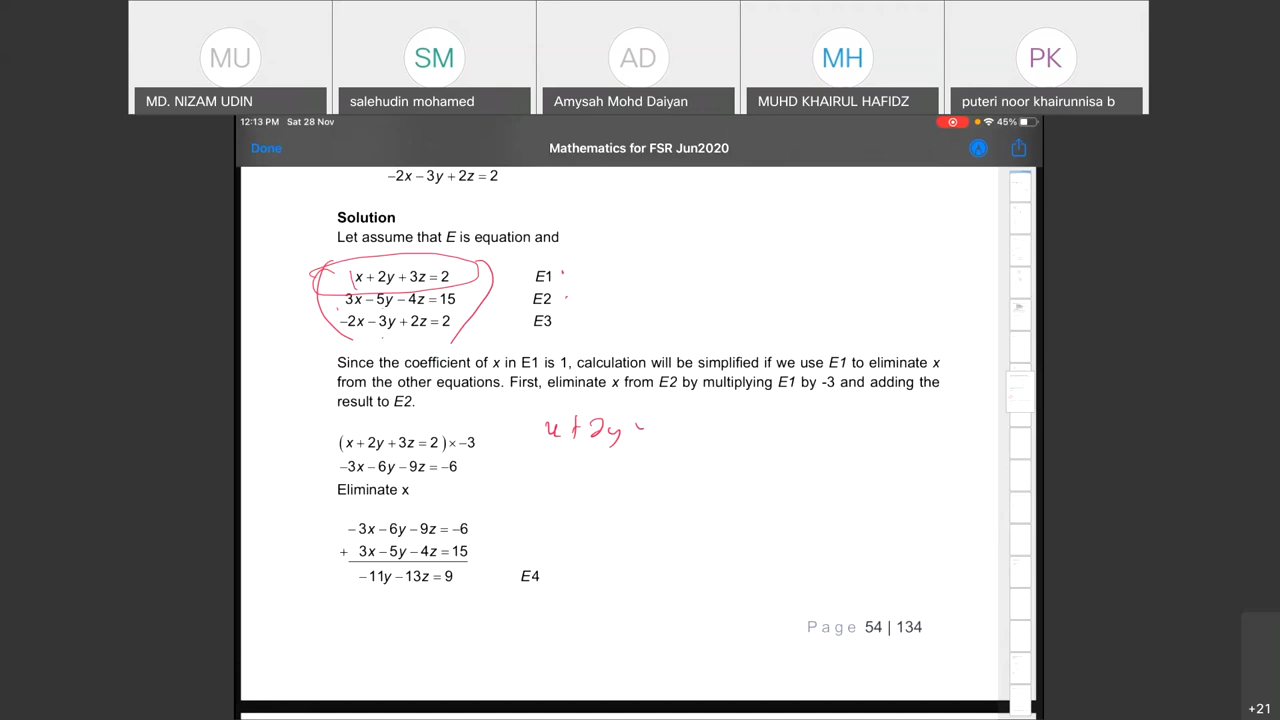 MU SM AD MH PK
MD. NIZAM UDIN salehudin mohamed Amysah Mohd Daiyan MUHD KHAIRUL HAFIDZ puteri noor khairunnisa b
12:13 PM Sat 28 Nov 45%
Done Mathematics for FSR Jun2020
−2x − 3y + 2z = 2
Solution
Let assume that E is equation and
x + 2y + 3z = 2 E1
3x − 5y − 4z = 15 E2
−2x − 3y + 2z = 2 E3
Since the coefficient of x in E1 is 1, calculation will be simplified if we use E1 to eliminate x
from the other equations. First, eliminate x from E2 by multiplying E1 by -3 and adding the
result to E2.
x + 2y
(x + 2y + 3z = 2) × −3
−3x − 6y − 9z = −6
Eliminate x
−3x − 6y − 9z = −6
+ 3x − 5y − 4z = 15
−11y − 13z = 9 E4
Page 54 | 134
+21